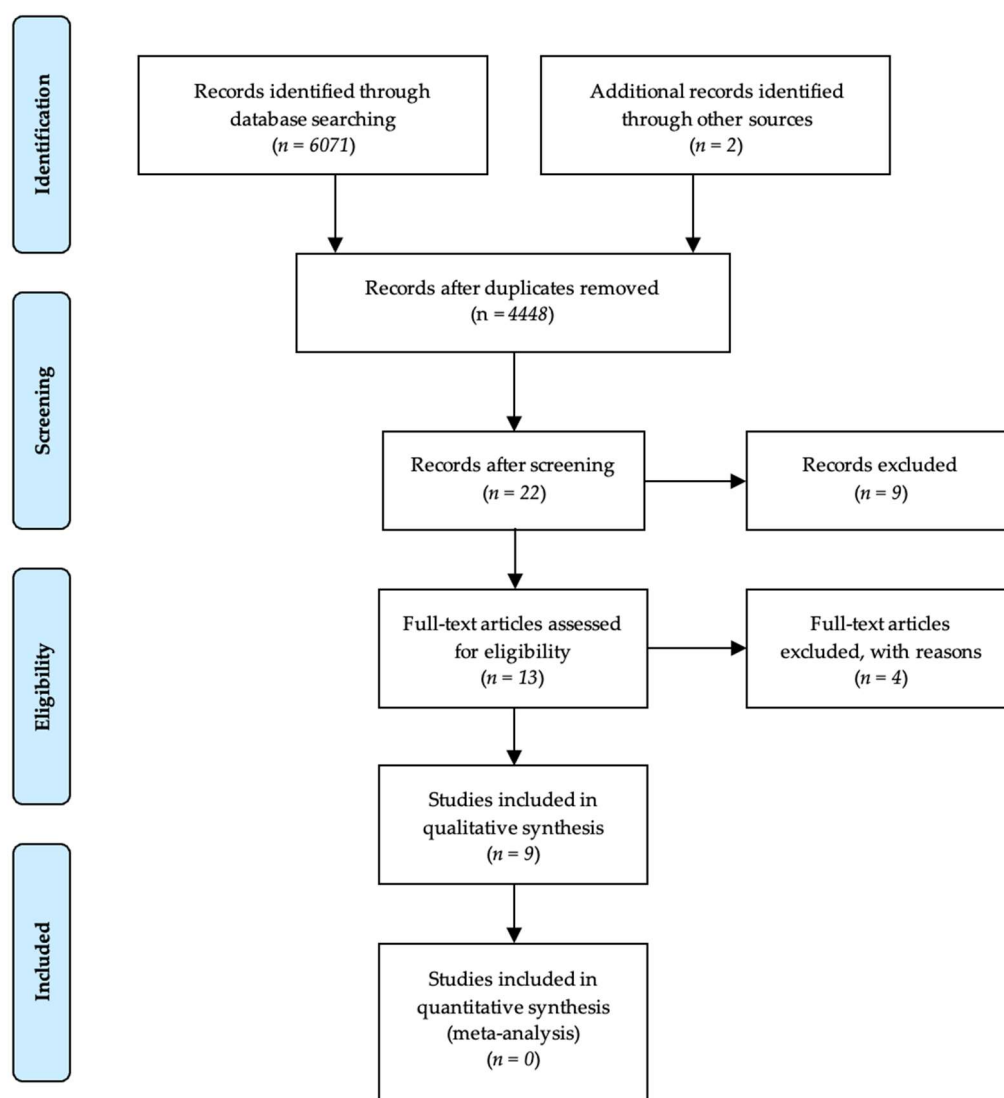 Identification
Records identified through
database searching
(n = 6071)
Additional records identified
through other sources
(n = 2)
Records after duplicates removed
(n = 4448)
Screening
Records after screening
(n = 22)
Records excluded
(n = 9)
Eligibility
Full-text articles assessed
for eligibility
(n = 13)
Full-text articles
excluded, with reasons
(n = 4)
Studies included in
qualitative synthesis
(n = 9)
Included
Studies included in
quantitative synthesis
(meta-analysis)
(n = 0)